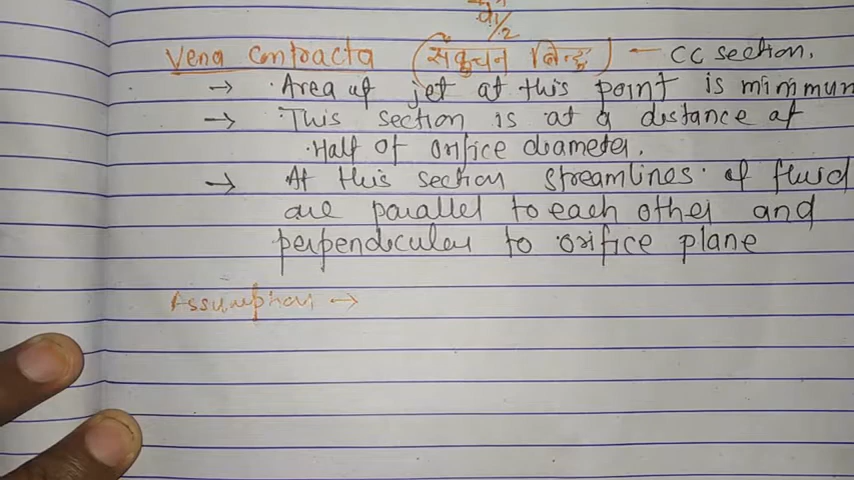 d1/2
Vena Contracta (संकुचन बिन्दु) — CC section.
→ Area of jet at this point is minimum
→ This section is at a distance of
Half of orifice diameter.
→ At this section streamlines of fluid
are parallel to each other and
perpendicular to orifice plane
Assumption →